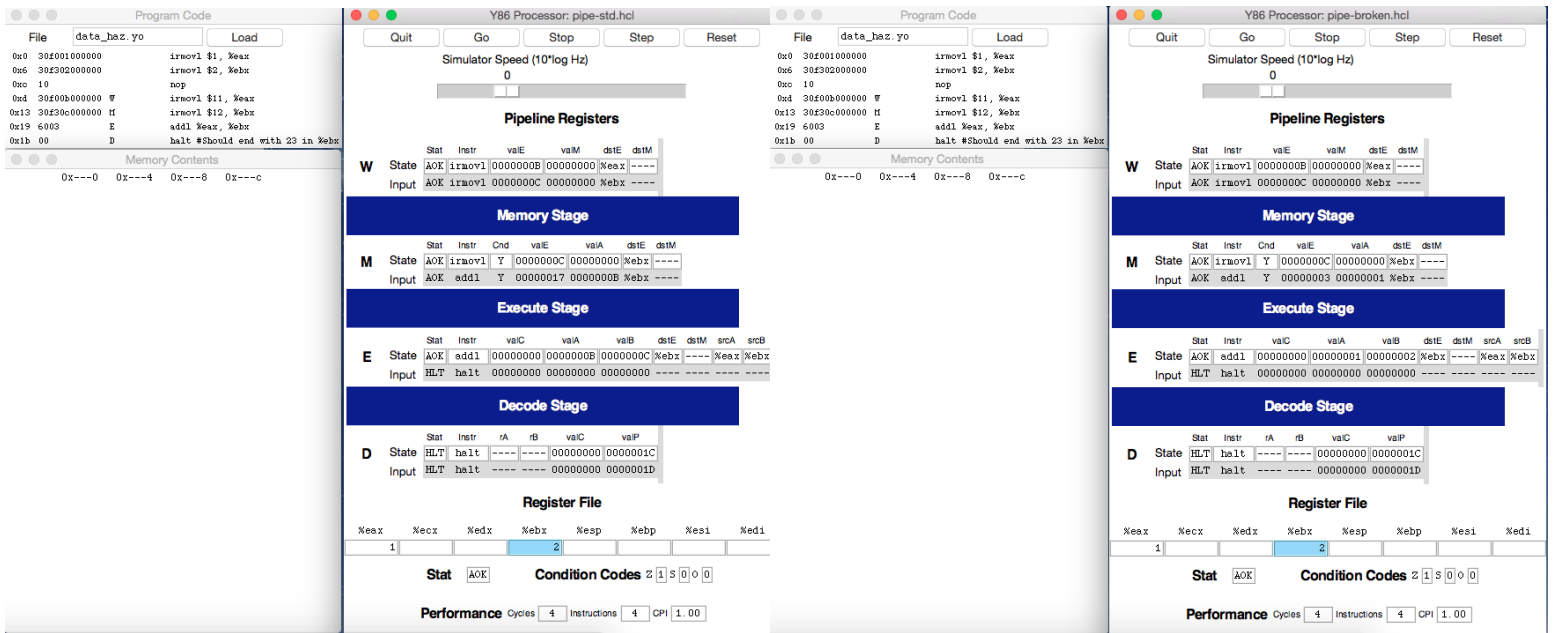 Program Code
File data_haz.yo Load
0x0 30f001000000 irmovl $1, %eax
0x6 30f302000000 irmovl $2, %ebx
0xc 10 nop
0xd 30f00b000000 W irmovl $11, %eax
0x13 30f30c000000 M irmovl $12, %ebx
0x19 6003 E addl %eax, %ebx
0x1b 00 D halt #Should end with 23 in %ebx
Memory Contents
0x---0 0x---4 0x---8 0x---c
Y86 Processor: pipe-std.hcl
Quit Go Stop Step Reset
Simulator Speed (10*log Hz)
0
Pipeline Registers
Stat Instr valE valM dstE dstM
W State AOK irmovl 0000000B 00000000 %eax ----
Input AOK irmovl 0000000C 00000000 %ebx ----
Memory Stage
Stat Instr Cnd valE valA dstE dstM
M State AOK irmovl Y 0000000C 00000000 %ebx ----
Input AOK addl Y 00000017 0000000B %ebx ----
Execute Stage
Stat Instr valC valA valB dstE dstM srcA srcB
E State AOK addl 00000000 0000000B 0000000C %ebx ---- %eax %ebx
Input HLT halt 00000000 00000000 00000000 ---- ---- ---- ----
Decode Stage
Stat Instr rA rB valC valP
D State HLT halt ---- ---- 00000000 0000001C
Input HLT halt ---- ---- 00000000 0000001D
Register File
%eax %ecx %edx %ebx %esp %ebp %esi %edi
1 2
Stat AOK Condition Codes Z 1 S 0 O 0
Performance Cycles 4 Instructions 4 CPI 1.00
Program Code
File data_haz.yo Load
0x0 30f001000000 irmovl $1, %eax
0x6 30f302000000 irmovl $2, %ebx
0xc 10 nop
0xd 30f00b000000 W irmovl $11, %eax
0x13 30f30c000000 M irmovl $12, %ebx
0x19 6003 E addl %eax, %ebx
0x1b 00 D halt #Should end with 23 in %ebx
Memory Contents
0x---0 0x---4 0x---8 0x---c
Y86 Processor: pipe-broken.hcl
Quit Go Stop Step Reset
Simulator Speed (10*log Hz)
0
Pipeline Registers
Stat Instr valE valM dstE dstM
W State AOK irmovl 0000000B 00000000 %eax ----
Input AOK irmovl 0000000C 00000000 %ebx ----
Memory Stage
Stat Instr Cnd valE valA dstE dstM
M State AOK irmovl Y 0000000C 00000000 %ebx ----
Input AOK addl Y 00000003 00000001 %ebx ----
Execute Stage
Stat Instr valC valA valB dstE dstM srcA srcB
E State AOK addl 00000000 00000001 00000002 %ebx ---- %eax %ebx
Input HLT halt 00000000 00000000 00000000 ---- ---- ---- ----
Decode Stage
Stat Instr rA rB valC valP
D State HLT halt ---- ---- 00000000 0000001C
Input HLT halt ---- ---- 00000000 0000001D
Register File
%eax %ecx %edx %ebx %esp %ebp %esi %edi
1 2
Stat AOK Condition Codes Z 1 S 0 O 0
Performance Cycles 4 Instructions 4 CPI 1.00